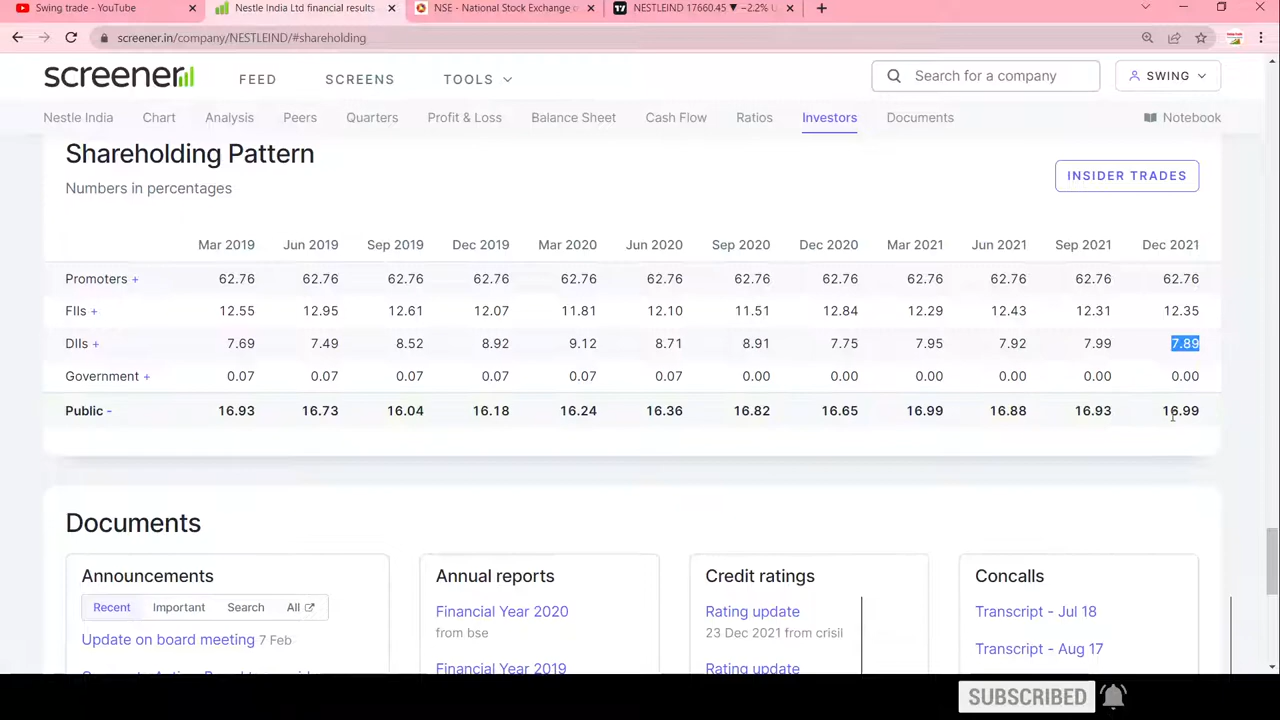 Swing trade - YouTube
Nestle India Ltd financial results
NSE - National Stock Exchange o
NESTLEIND 17660.45 ▼ −2.2% U
screener.in/company/NESTLEIND/#shareholding
screener
FEED
SCREENS
TOOLS
Search for a company
SWING
Nestle India
Chart
Analysis
Peers
Quarters
Profit & Loss
Balance Sheet
Cash Flow
Ratios
Investors
Documents
Notebook
Shareholding Pattern
Numbers in percentages
INSIDER TRADES
Mar 2019 Jun 2019 Sep 2019 Dec 2019 Mar 2020 Jun 2020 Sep 2020 Dec 2020 Mar 2021 Jun 2021 Sep 2021 Dec 2021
Promoters + 62.76 62.76 62.76 62.76 62.76 62.76 62.76 62.76 62.76 62.76 62.76 62.76
FIIs + 12.55 12.95 12.61 12.07 11.81 12.10 11.51 12.84 12.29 12.43 12.31 12.35
DIIs + 7.69 7.49 8.52 8.92 9.12 8.71 8.91 7.75 7.95 7.92 7.99 7.89
Government + 0.07 0.07 0.07 0.07 0.07 0.07 0.00 0.00 0.00 0.00 0.00 0.00
Public - 16.93 16.73 16.04 16.18 16.24 16.36 16.82 16.65 16.99 16.88 16.93 16.99
Documents
Announcements
Recent
Important
Search
All
Update on board meeting 7 Feb
Annual reports
Financial Year 2020
from bse
Financial Year 2019
Credit ratings
Rating update
23 Dec 2021 from crisil
Rating update
Concalls
Transcript - Jul 18
Transcript - Aug 17
SUBSCRIBED